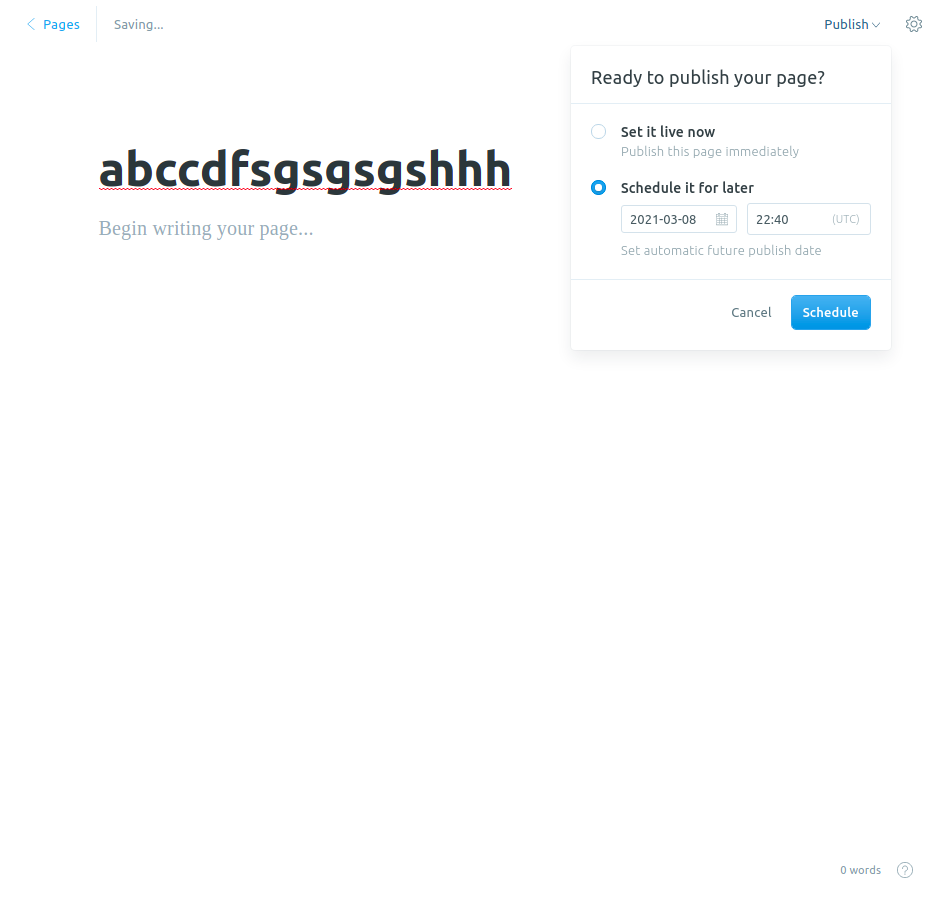 Pages
Saving...
Publish
Ready to publish your page?
Set it live now
Publish this page immediately
Schedule it for later
2021-03-08
22:40 (UTC)
Set automatic future publish date
Cancel
Schedule
abccdfsgsgsgshhh
Begin writing your page...
0 words
?